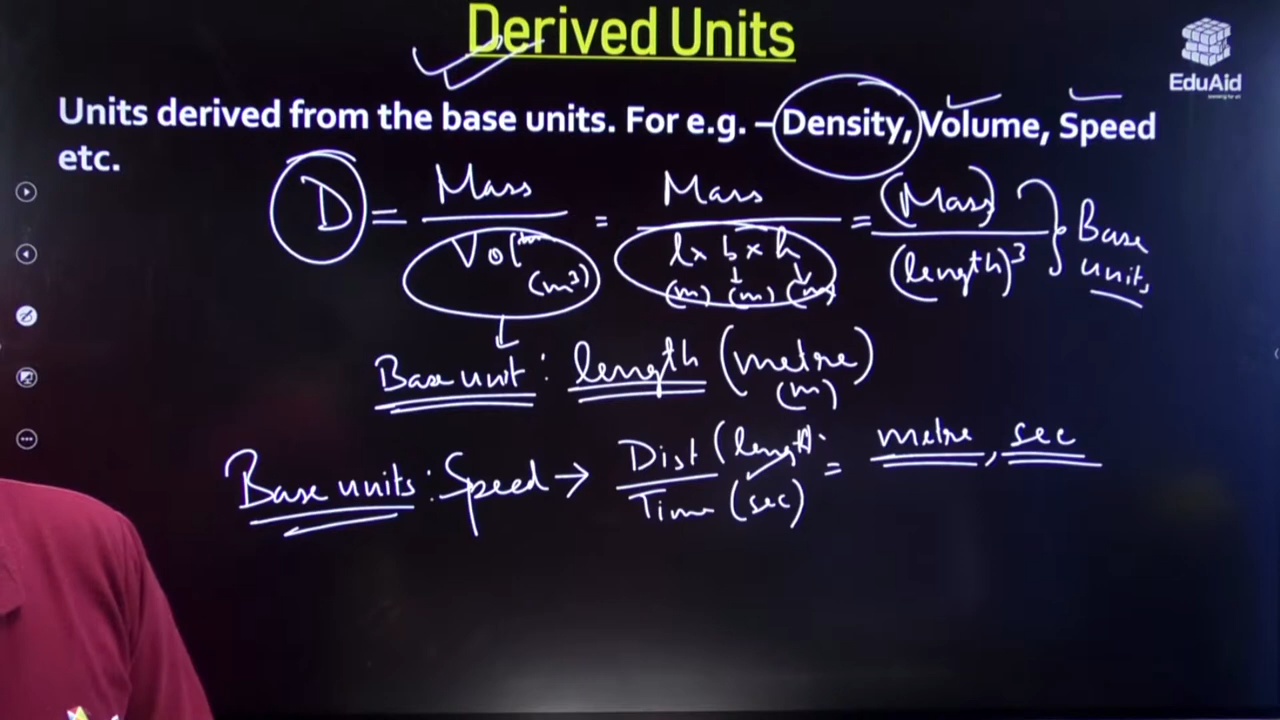 Derived Units
EduAid
Units derived from the base units. For e.g. – Density, Volume, Speed
etc.
D = Mass / Vol (m³) = Mass / l × b × h (m) (m) (m) = (Mass) / (length)³ } Base units
Base unit : length (metre)
(m)
Base units : Speed → Dist (length) / Time (sec) = metre, sec